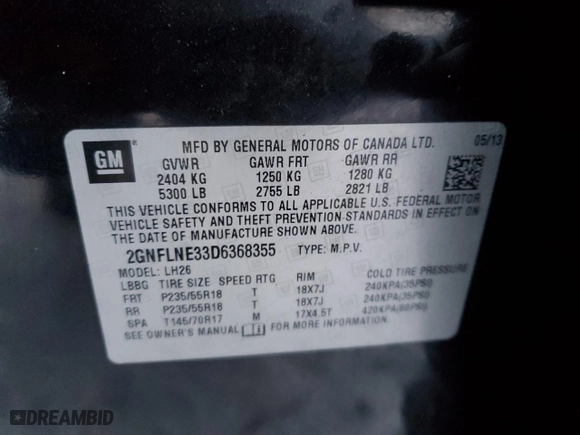 GM
MFD BY GENERAL MOTORS OF CANADA LTD. 05/13
GVWR GAWR FRT GAWR RR
2404 KG 1250 KG 1280 KG
5300 LB 2755 LB 2821 LB
THIS VEHICLE CONFORMS TO ALL APPLICABLE U.S. FEDERAL MOTOR
VEHICLE SAFETY AND THEFT PREVENTION STANDARDS IN EFFECT ON
THE DATE OF MANUFACTURE SHOWN ABOVE.
2GNFLNE33D6368355 TYPE: M.P.V.
MODEL: LH26
LBBG TIRE SIZE SPEED RTG RIM COLD TIRE PRESSURE
FRT P235/55R18 T 18X7J 240KPA(35PSI)
RR P235/55R18 T 18X7J 240KPA(35PSI)
SPA T145/70R17 M 17X4.5T 420KPA(60PSI)
SEE OWNER'S MANUAL FOR MORE INFORMATION.
DREAMBID